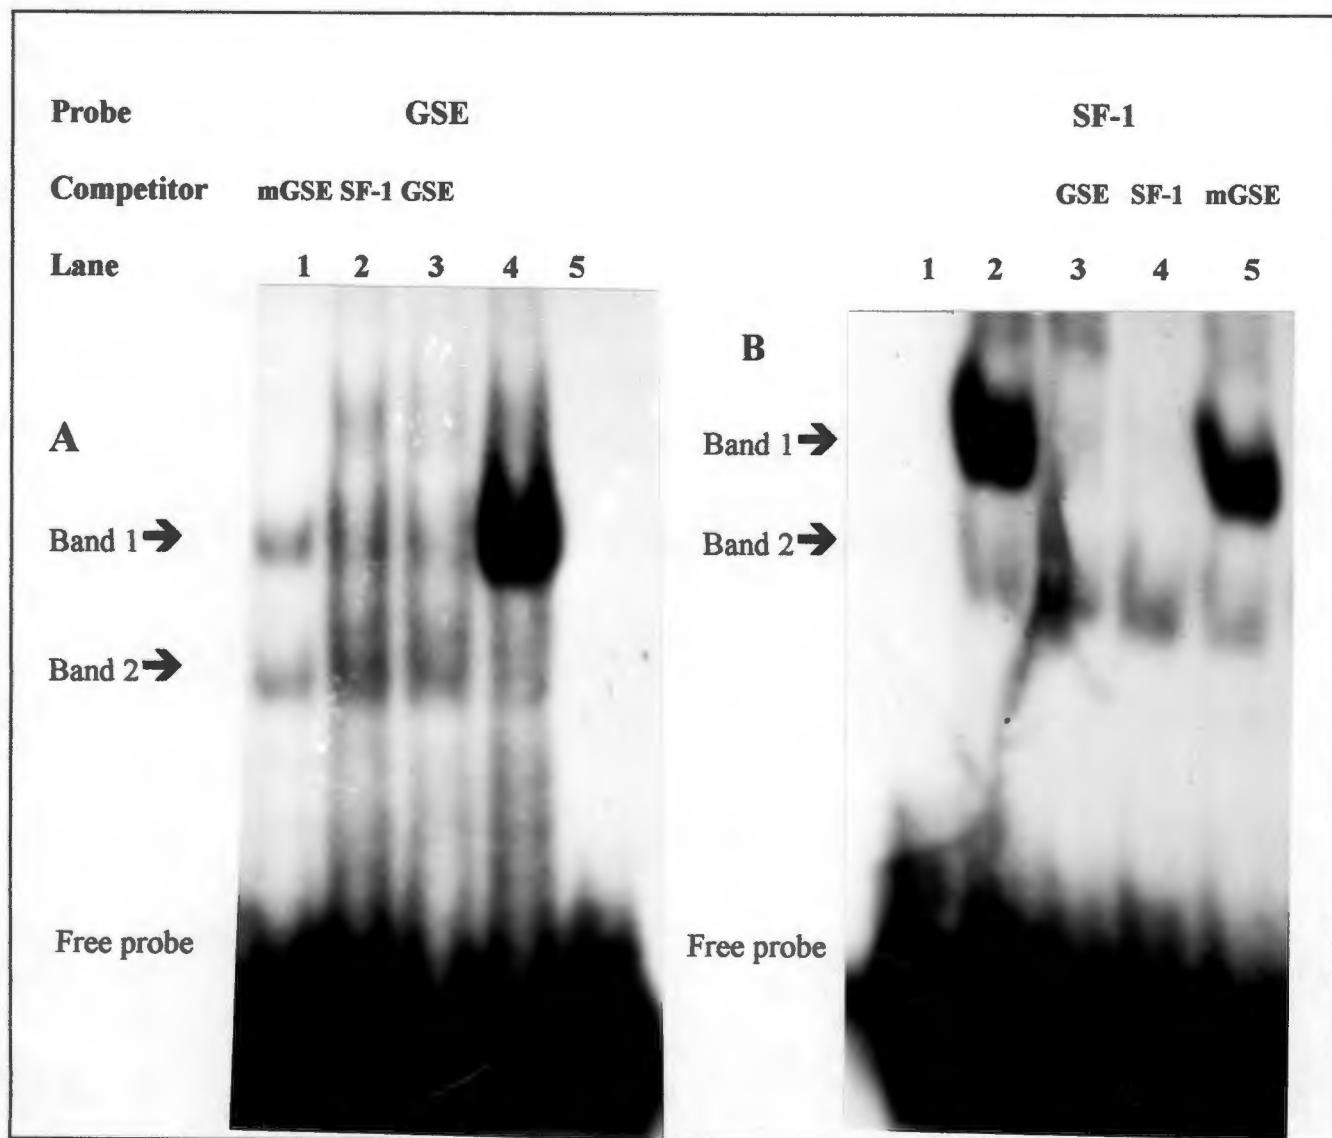 Probe GSE SF-1
Competitor mGSE SF-1 GSE GSE SF-1 mGSE
Lane 1 2 3 4 5 1 2 3 4 5
B
A
Band 1
Band 2
Band 1
Band 2
Free probe
Free probe